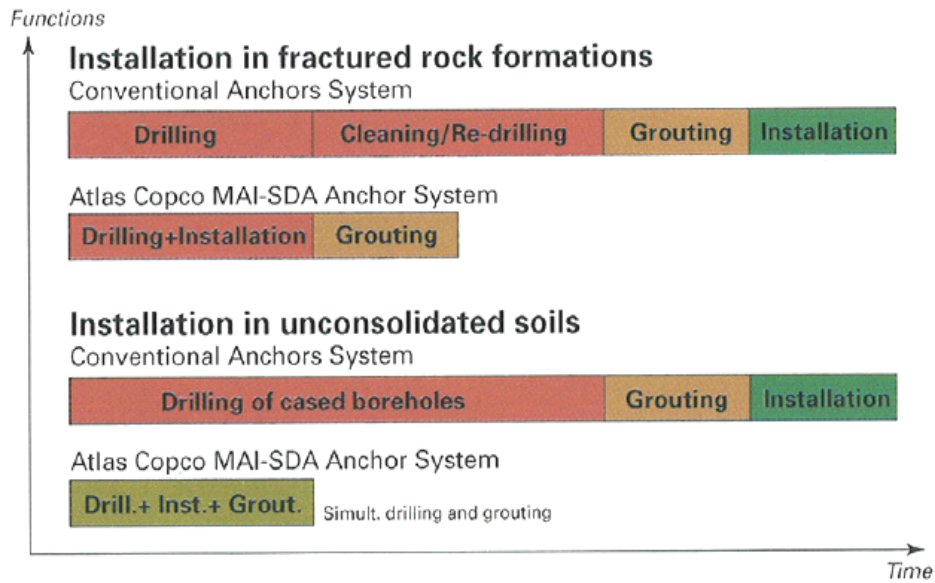 Functions
Installation in fractured rock formations
Conventional Anchors System
Drilling Cleaning/Re-drilling Grouting Installation
Atlas Copco MAI-SDA Anchor System
Drilling+Installation Grouting
Installation in unconsolidated soils
Conventional Anchors System
Drilling of cased boreholes Grouting Installation
Atlas Copco MAI-SDA Anchor System
Drill.+ Inst.+ Grout. Simult. drilling and grouting
Time